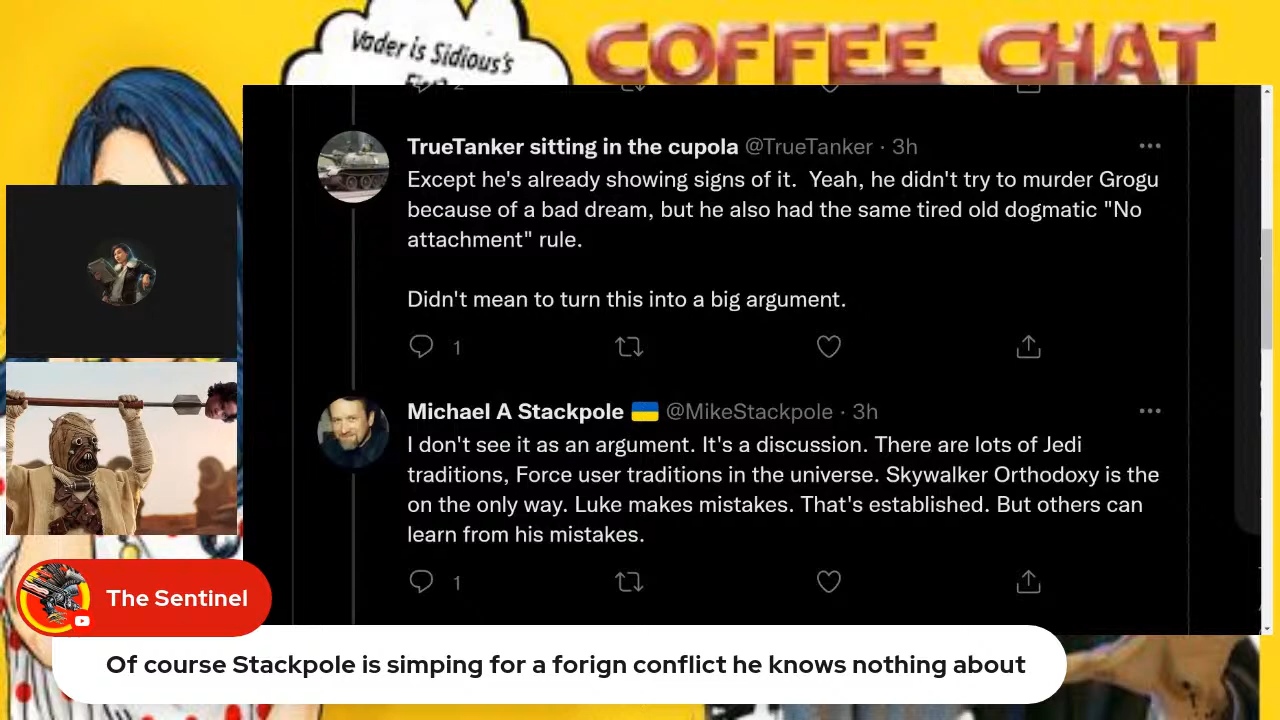 Vader is Sidious's
COFFEE CHAT
TrueTanker sitting in the cupola @TrueTanker · 3h
Except he's already showing signs of it.  Yeah, he didn't try to murder Grogu
because of a bad dream, but he also had the same tired old dogmatic "No
attachment" rule.
Didn't mean to turn this into a big argument.
1
Michael A Stackpole 🇺🇦 @MikeStackpole · 3h
I don't see it as an argument. It's a discussion. There are lots of Jedi
traditions, Force user traditions in the universe. Skywalker Orthodoxy is the
on the only way. Luke makes mistakes. That's established. But others can
learn from his mistakes.
1
The Sentinel
Of course Stackpole is simping for a forign conflict he knows nothing about